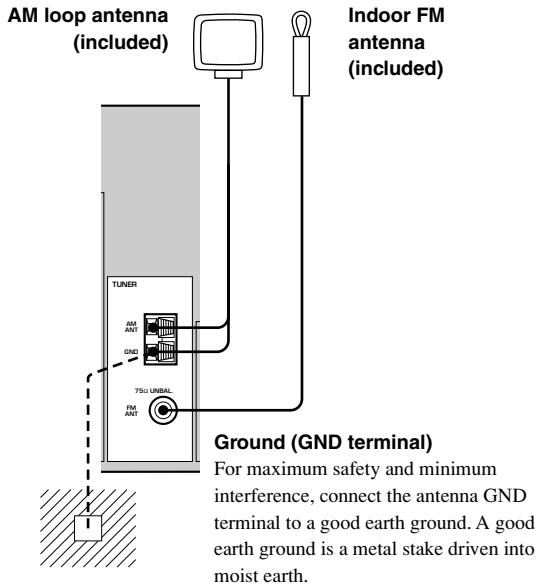 AM loop antenna
(included)
Indoor FM
antenna
(included)
TUNER
AM
ANT
GND
75Ω UNBAL.
FM
ANT
Ground (GND terminal)
For maximum safety and minimum
interference, connect the antenna GND
terminal to a good earth ground. A good
earth ground is a metal stake driven into
moist earth.